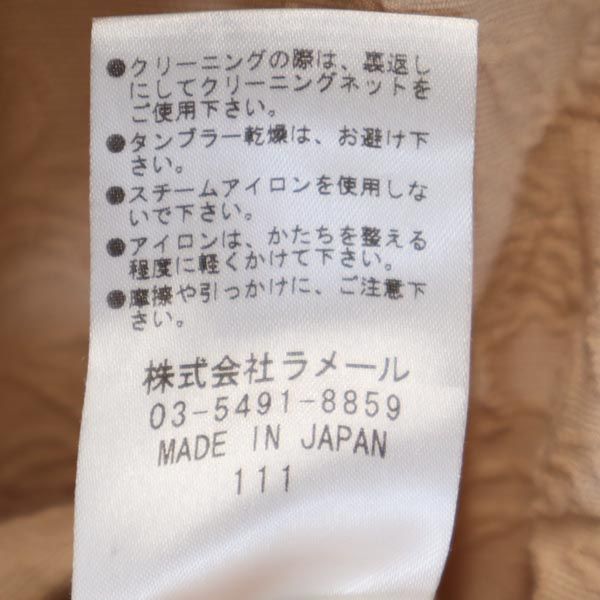 ●クリーニングの際は、裏返し
にしてクリーニングネットを
ご使用下さい。
●タンブラー乾燥は、お避け下
さい。
●スチームアイロンを使用しな
いで下さい。
●アイロンは、かたちを整える
程度に軽くかけて下さい。
●摩擦や引っかけに、ご注意下
さい。
株式会社ラメール
03-5491-8859
MADE IN JAPAN
111